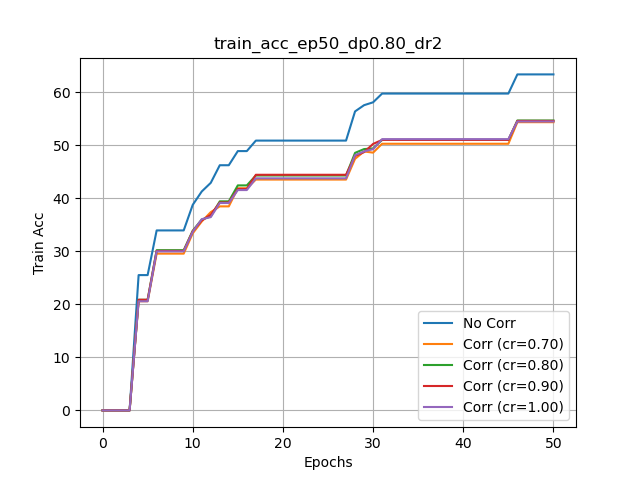 train_acc_ep50_dp0.80_dr2
60
50
40
30
20
10
0
Train Acc
0 10 20 30 40 50
Epochs
No Corr
Corr (cr=0.70)
Corr (cr=0.80)
Corr (cr=0.90)
Corr (cr=1.00)